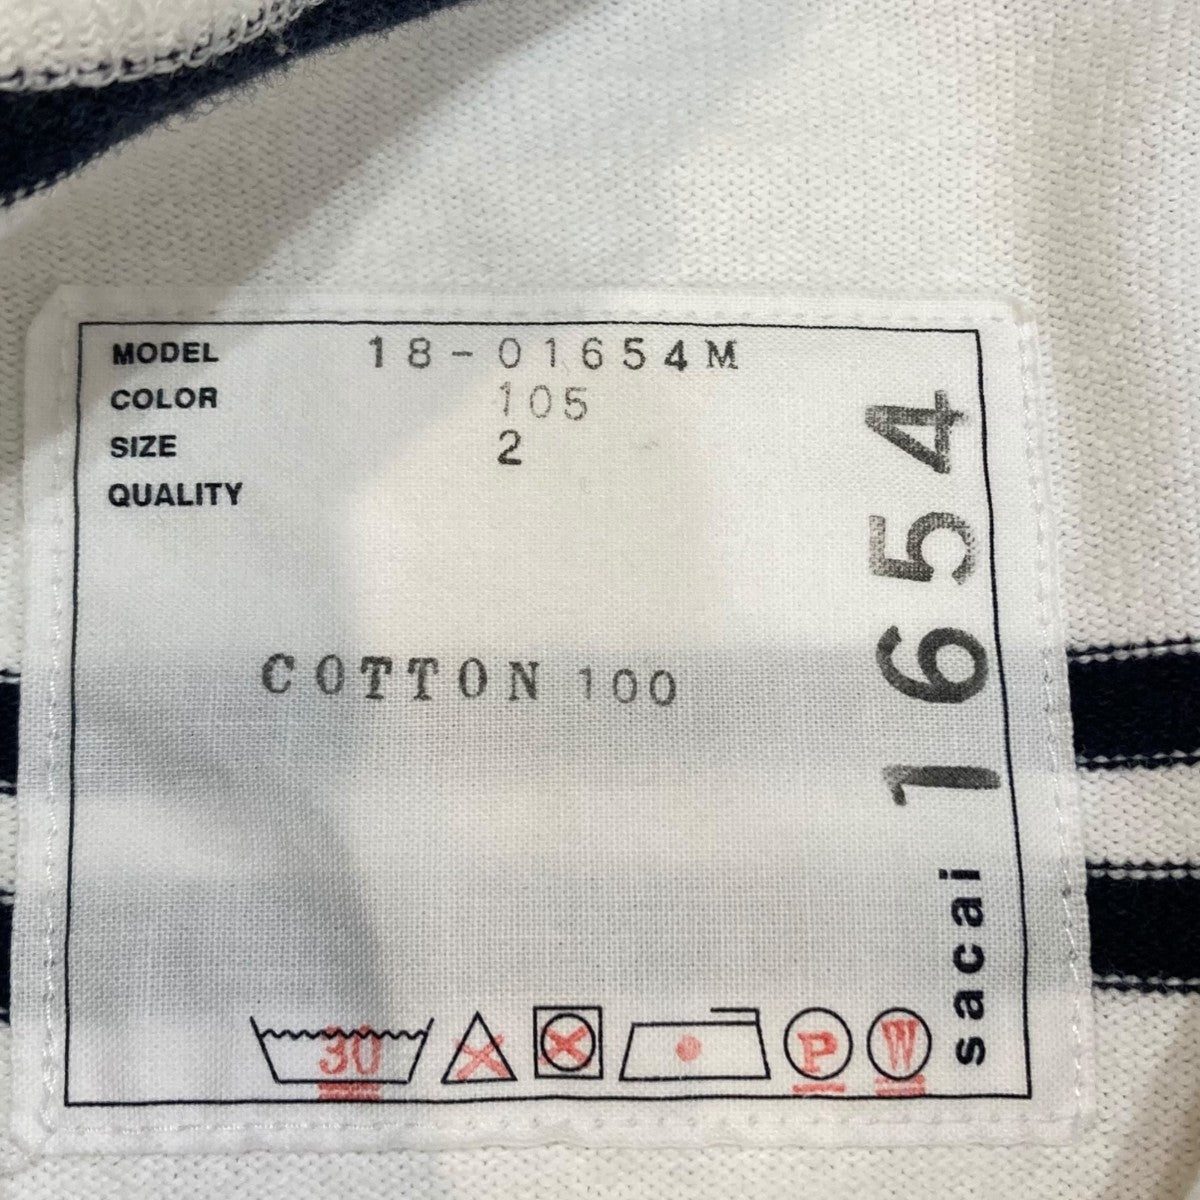 MODEL 18-01654M
COLOR 105
SIZE 2
QUALITY
COTTON 100
30
P
W
sacai 1654